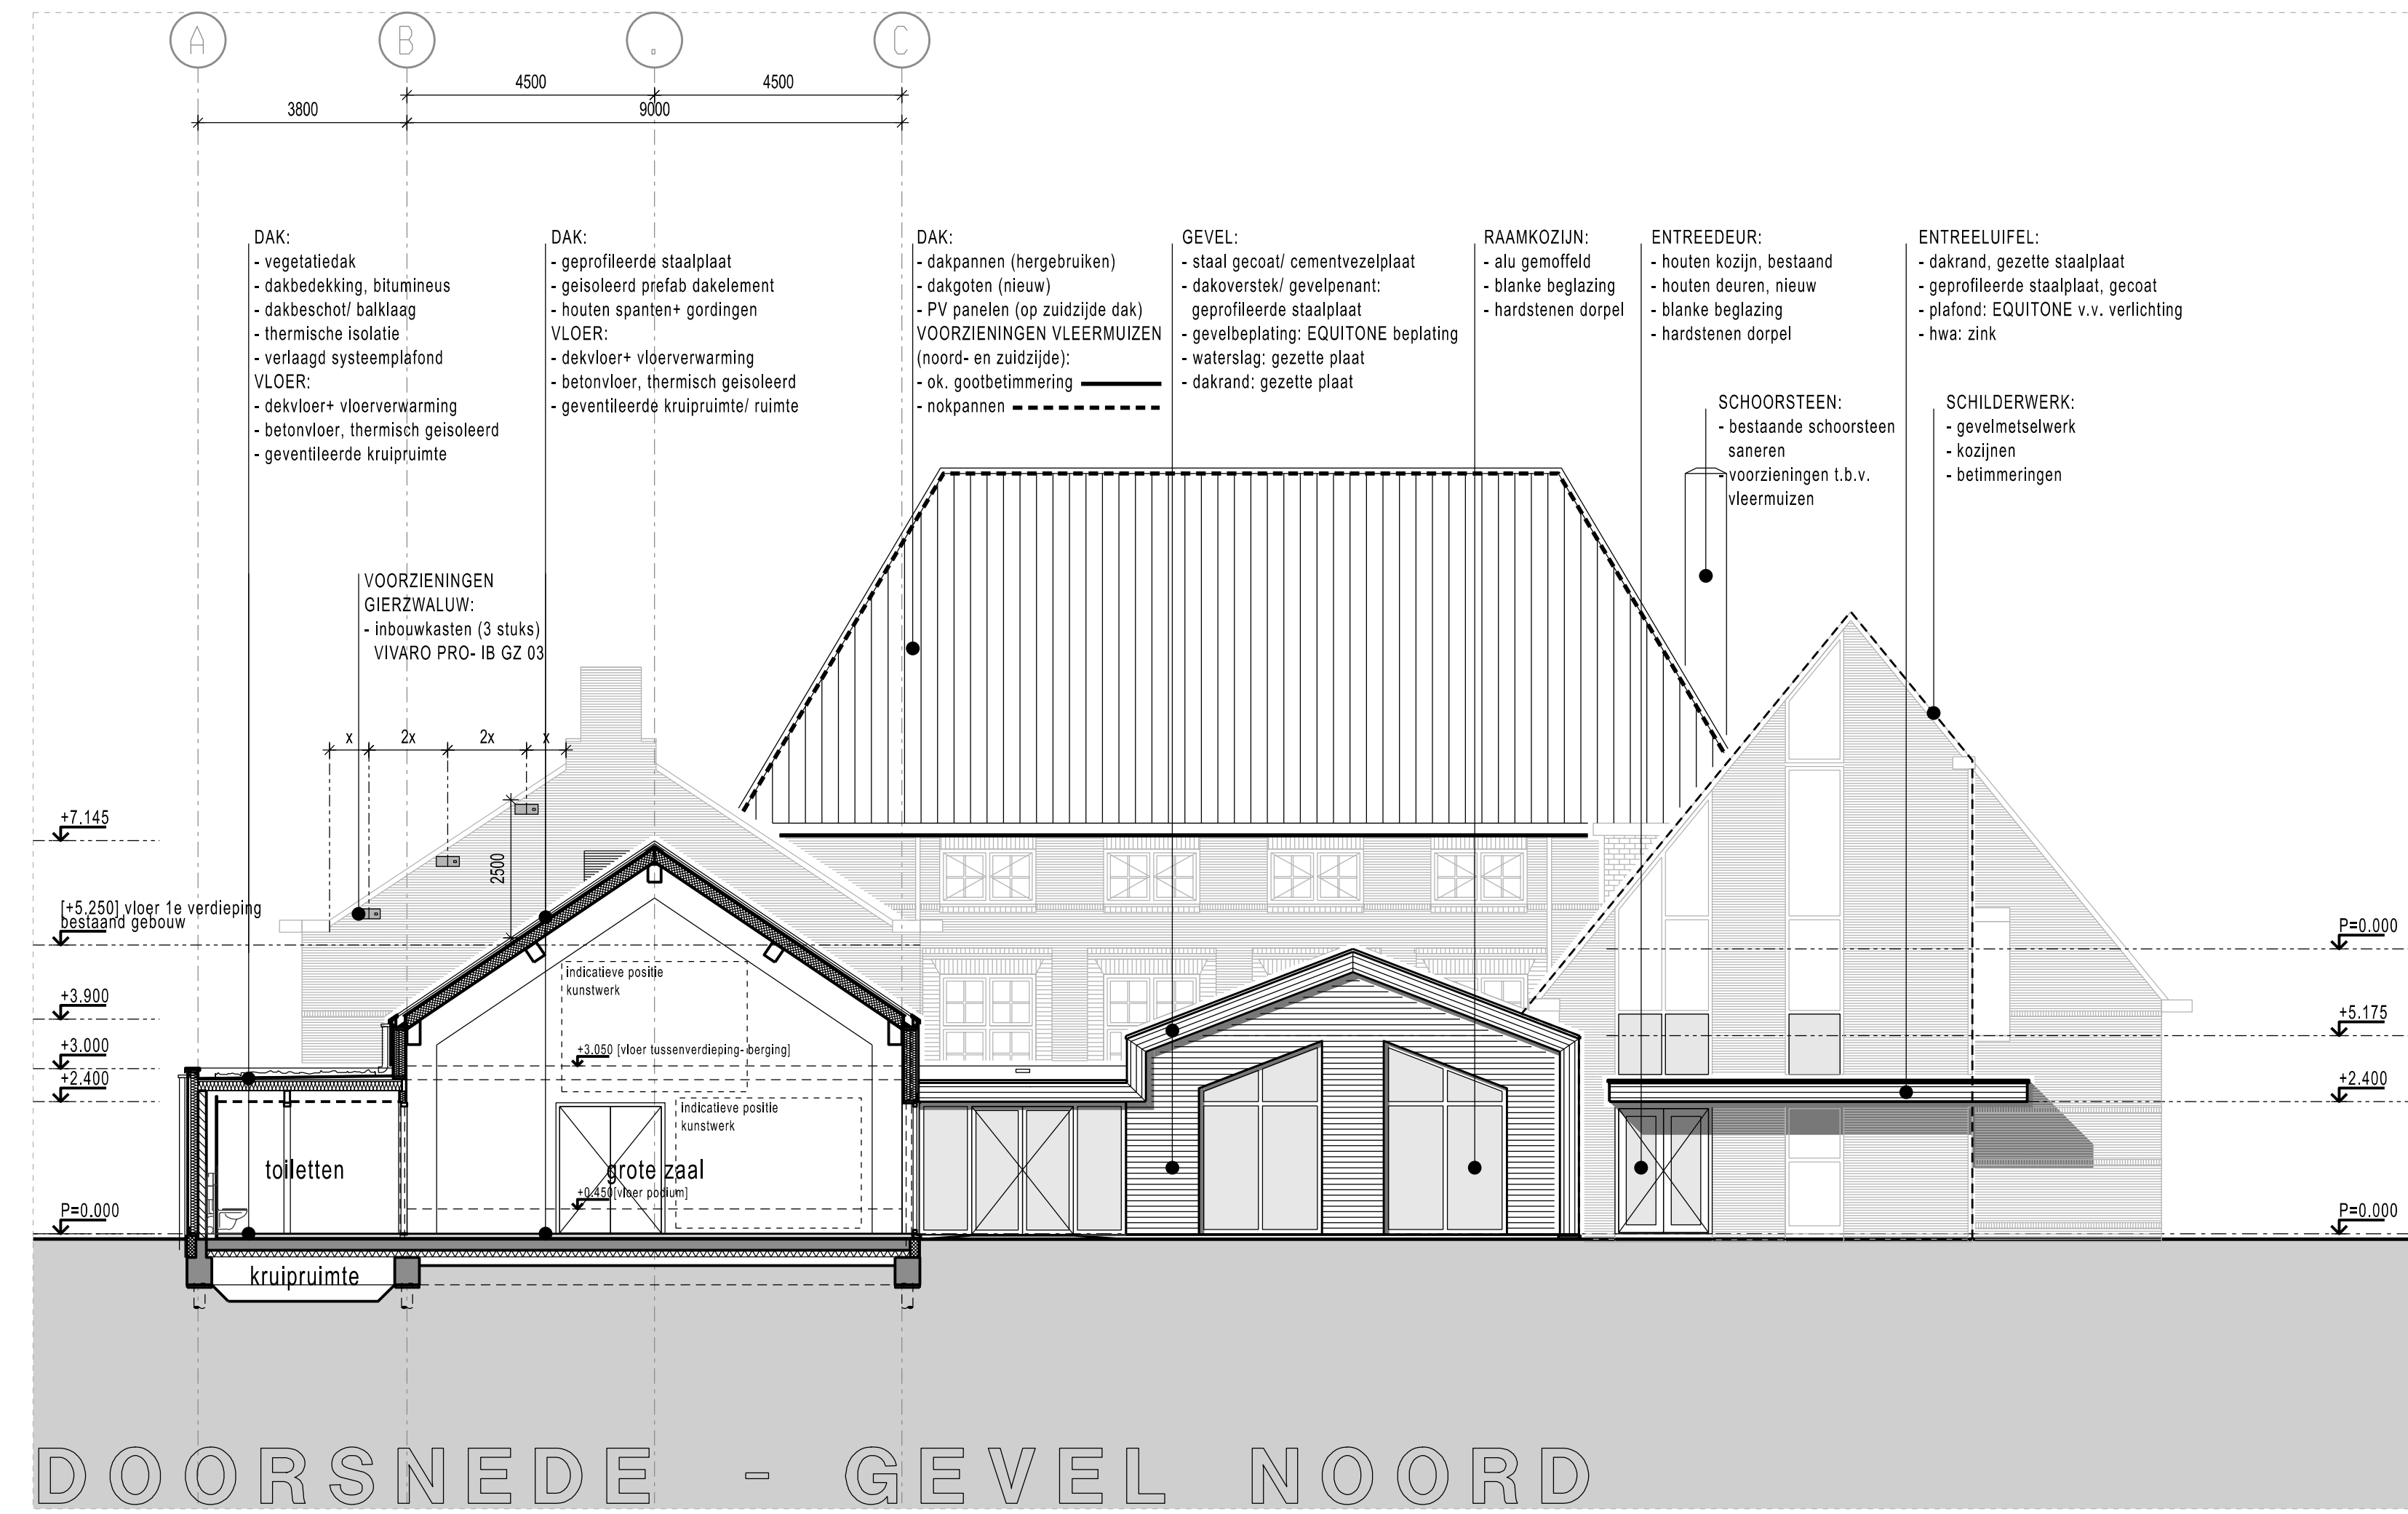 A
B
.
C
4500
4500
3800
9000
DAK:
- vegetatiedak
- dakbedekking, bitumineus
- dakbeschot/ balklaag
- thermische isolatie
- verlaagd systeemplafond
VLOER:
- dekvloer+ vloerverwarming
- betonvloer, thermisch geisoleerd
- geventileerde kruipruimte
DAK:
- geprofileerde staalplaat
- geisoleerd prefab dakelement
- houten spanten+ gordingen
VLOER:
- dekvloer+ vloerverwarming
- betonvloer, thermisch geisoleerd
- geventileerde kruipruimte/ ruimte
DAK:
- dakpannen (hergebruiken)
- dakgoten (nieuw)
- PV panelen (op zuidzijde dak)
VOORZIENINGEN VLEERMUIZEN
(noord- en zuidzijde):
- ok. gootbetimmering
- nokpannen
GEVEL:
- staal gecoat/ cementvezelplaat
- dakoverstek/ gevelpenant:
geprofileerde staalplaat
- gevelbeplating: EQUITONE beplating
- waterslag: gezette plaat
- dakrand: gezette plaat
RAAMKOZIJN:
- alu gemoffeld
- blanke beglazing
- hardstenen dorpel
ENTREEDEUR:
- houten kozijn, bestaand
- houten deuren, nieuw
- blanke beglazing
- hardstenen dorpel
ENTREELUIFEL:
- dakrand, gezette staalplaat
- geprofileerde staalplaat, gecoat
- plafond: EQUITONE v.v. verlichting
- hwa: zink
SCHOORSTEEN:
- bestaande schoorsteen
saneren
- voorzieningen t.b.v.
vleermuizen
SCHILDERWERK:
- gevelmetselwerk
- kozijnen
- betimmeringen
VOORZIENINGEN
GIERZWALUW:
- inbouwkasten (3 stuks)
VIVARO PRO- IB GZ 03
x
2x
2x
x
2500
+7.145
[+5.250] vloer 1e verdieping
bestaand gebouw
+3.900
+3.000
+2.400
P=0.000
indicatieve positie
kunstwerk
+3.050 [vloer tussenverdieping- berging]
indicatieve positie
kunstwerk
toiletten
grote zaal
+0.450[vloer podium]
kruipruimte
P=0.000
+5.175
+2.400
P=0.000
DOORSNEDE - GEVEL NOORD